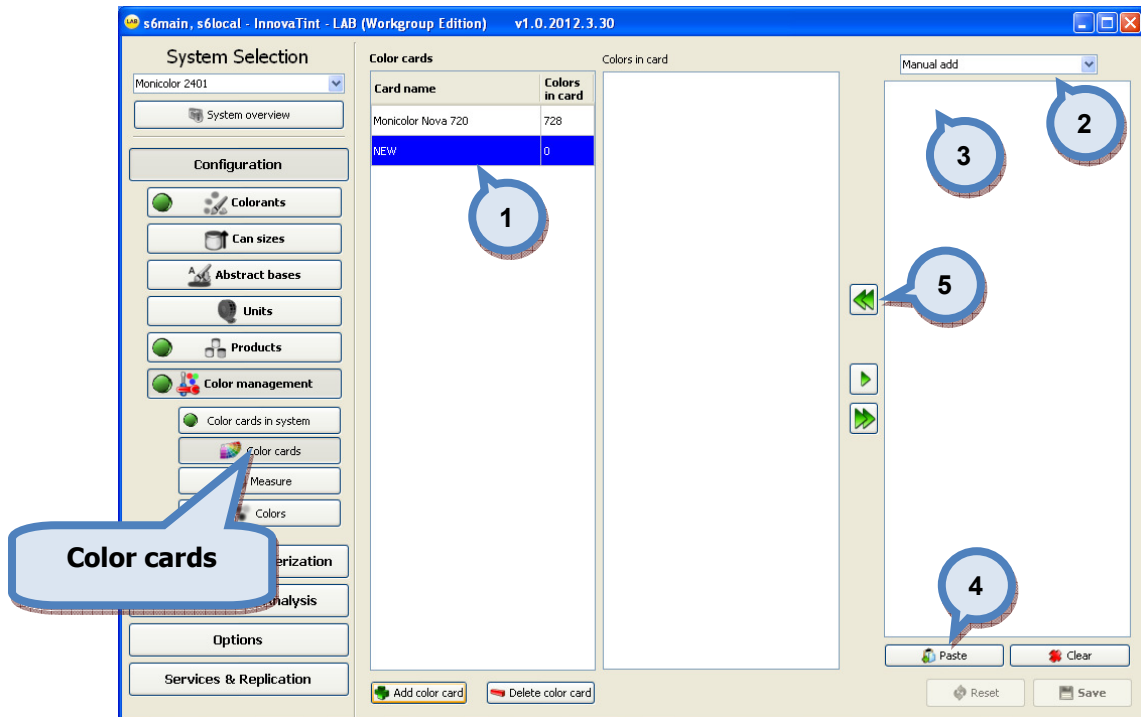 LAB s6main, s6local - InnovaTint - LAB (Workgroup Edition) v1.0.2012.3.30
System Selection
Monicolor 2401
System overview
Configuration
Colorants
Can sizes
A Abstract bases
Units
Products
Color management
Color cards in system
Color cards
Measure
Colors
Color cards
erization
nalysis
Options
Services & Replication
Color cards
Card name Colors in card
Monicolor Nova 720 728
NEW 0
1
Add color card Delete color card
Colors in card
Manual add
2
3
5
4
Paste Clear
Reset Save